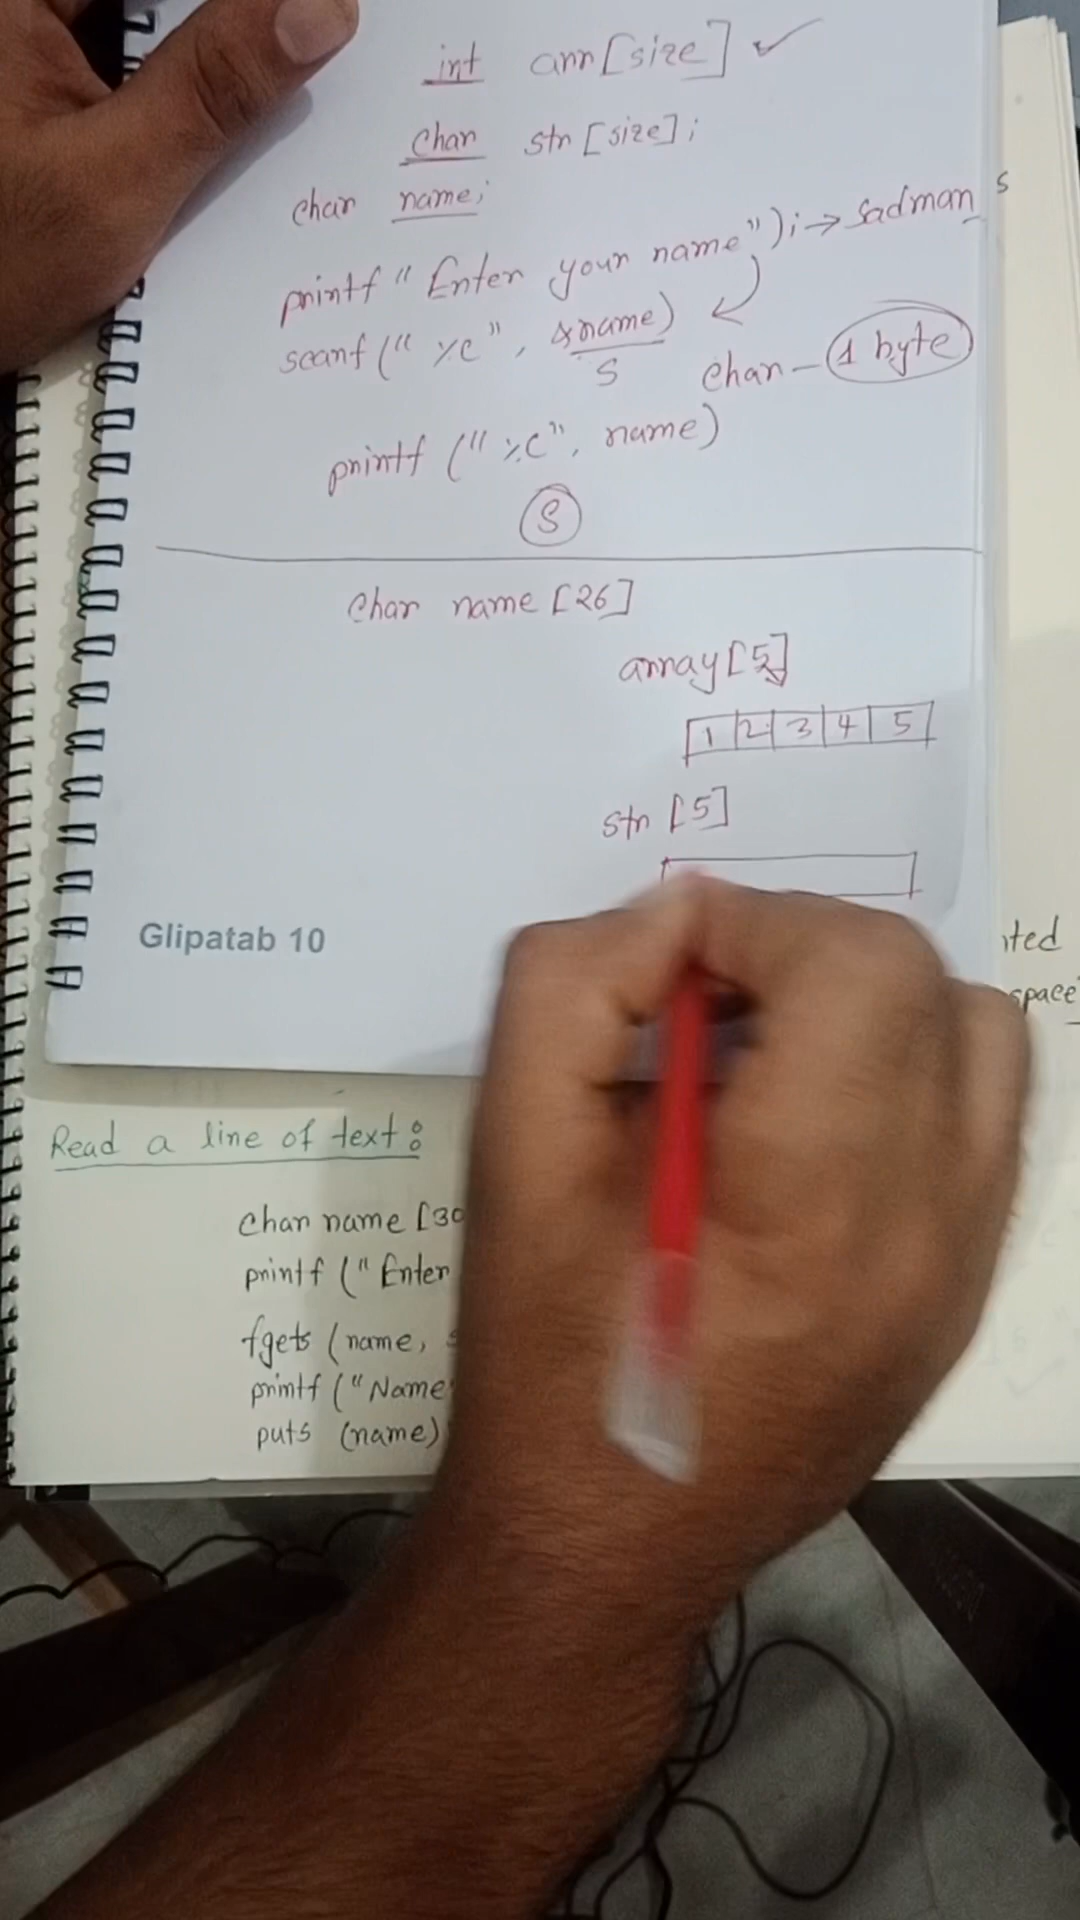 int arr[size] ✓
char str[size];
char name;
printf "Enter your name"); → Sadman s
scanf ("%c", &name)
s
char - 1 byte
printf ("%c", name)
S
char name [26]
array[5]
1 2 3 4 5
str [5]
Glipatab 10
space
Read a line of text:
char name [30
printf ("Enter
fgets (name,
printf ("Name
puts (name)